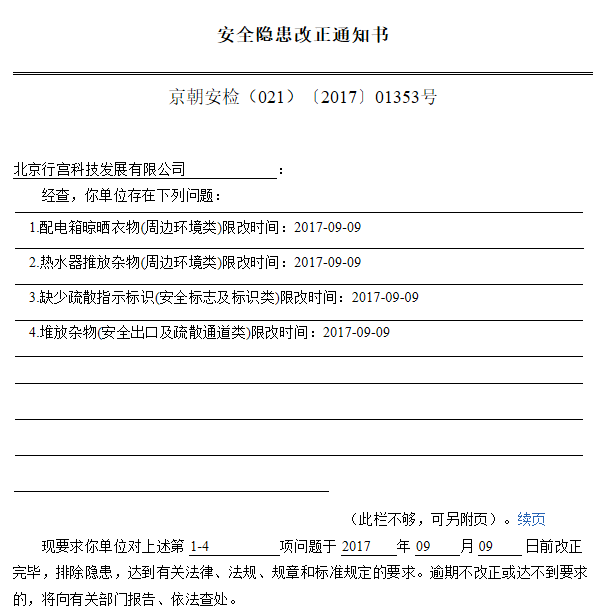 安全隐患改正通知书
京朝安检（021）〔2017〕01353号
北京行宫科技发展有限公司：
经查，你单位存在下列问题：
1.配电箱晾晒衣物(周边环境类)限改时间：2017-09-09
2.热水器推放杂物(周边环境类)限改时间：2017-09-09
3.缺少疏散指示标识(安全标志及标识类)限改时间：2017-09-09
4.堆放杂物(安全出口及疏散通道类)限改时间：2017-09-09
（此栏不够，可另附页）。续页
现要求你单位对上述第 1-4 项问题于 2017 年 09 月 09 日前改正
完毕，排除隐患，达到有关法律、法规、规章和标准规定的要求。逾期不改正或达不到要求
的，将向有关部门报告、依法查处。